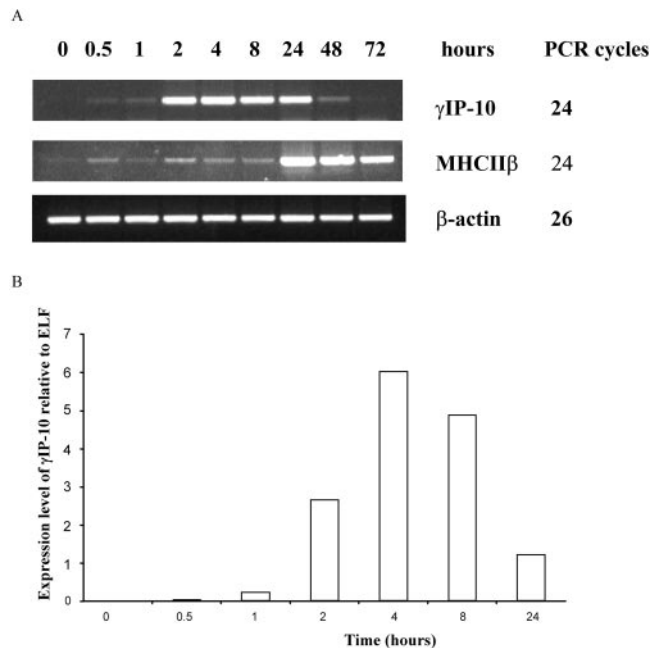 A
0 0.5 1 2 4 8 24 48 72 hours PCR cycles
γIP-10 24
MHCIIβ 24
β-actin 26
B
Expression level of γIP-10 relative to ELF
7
6
5
4
3
2
1
0
0 0.5 1 2 4 8 24
Time (hours)